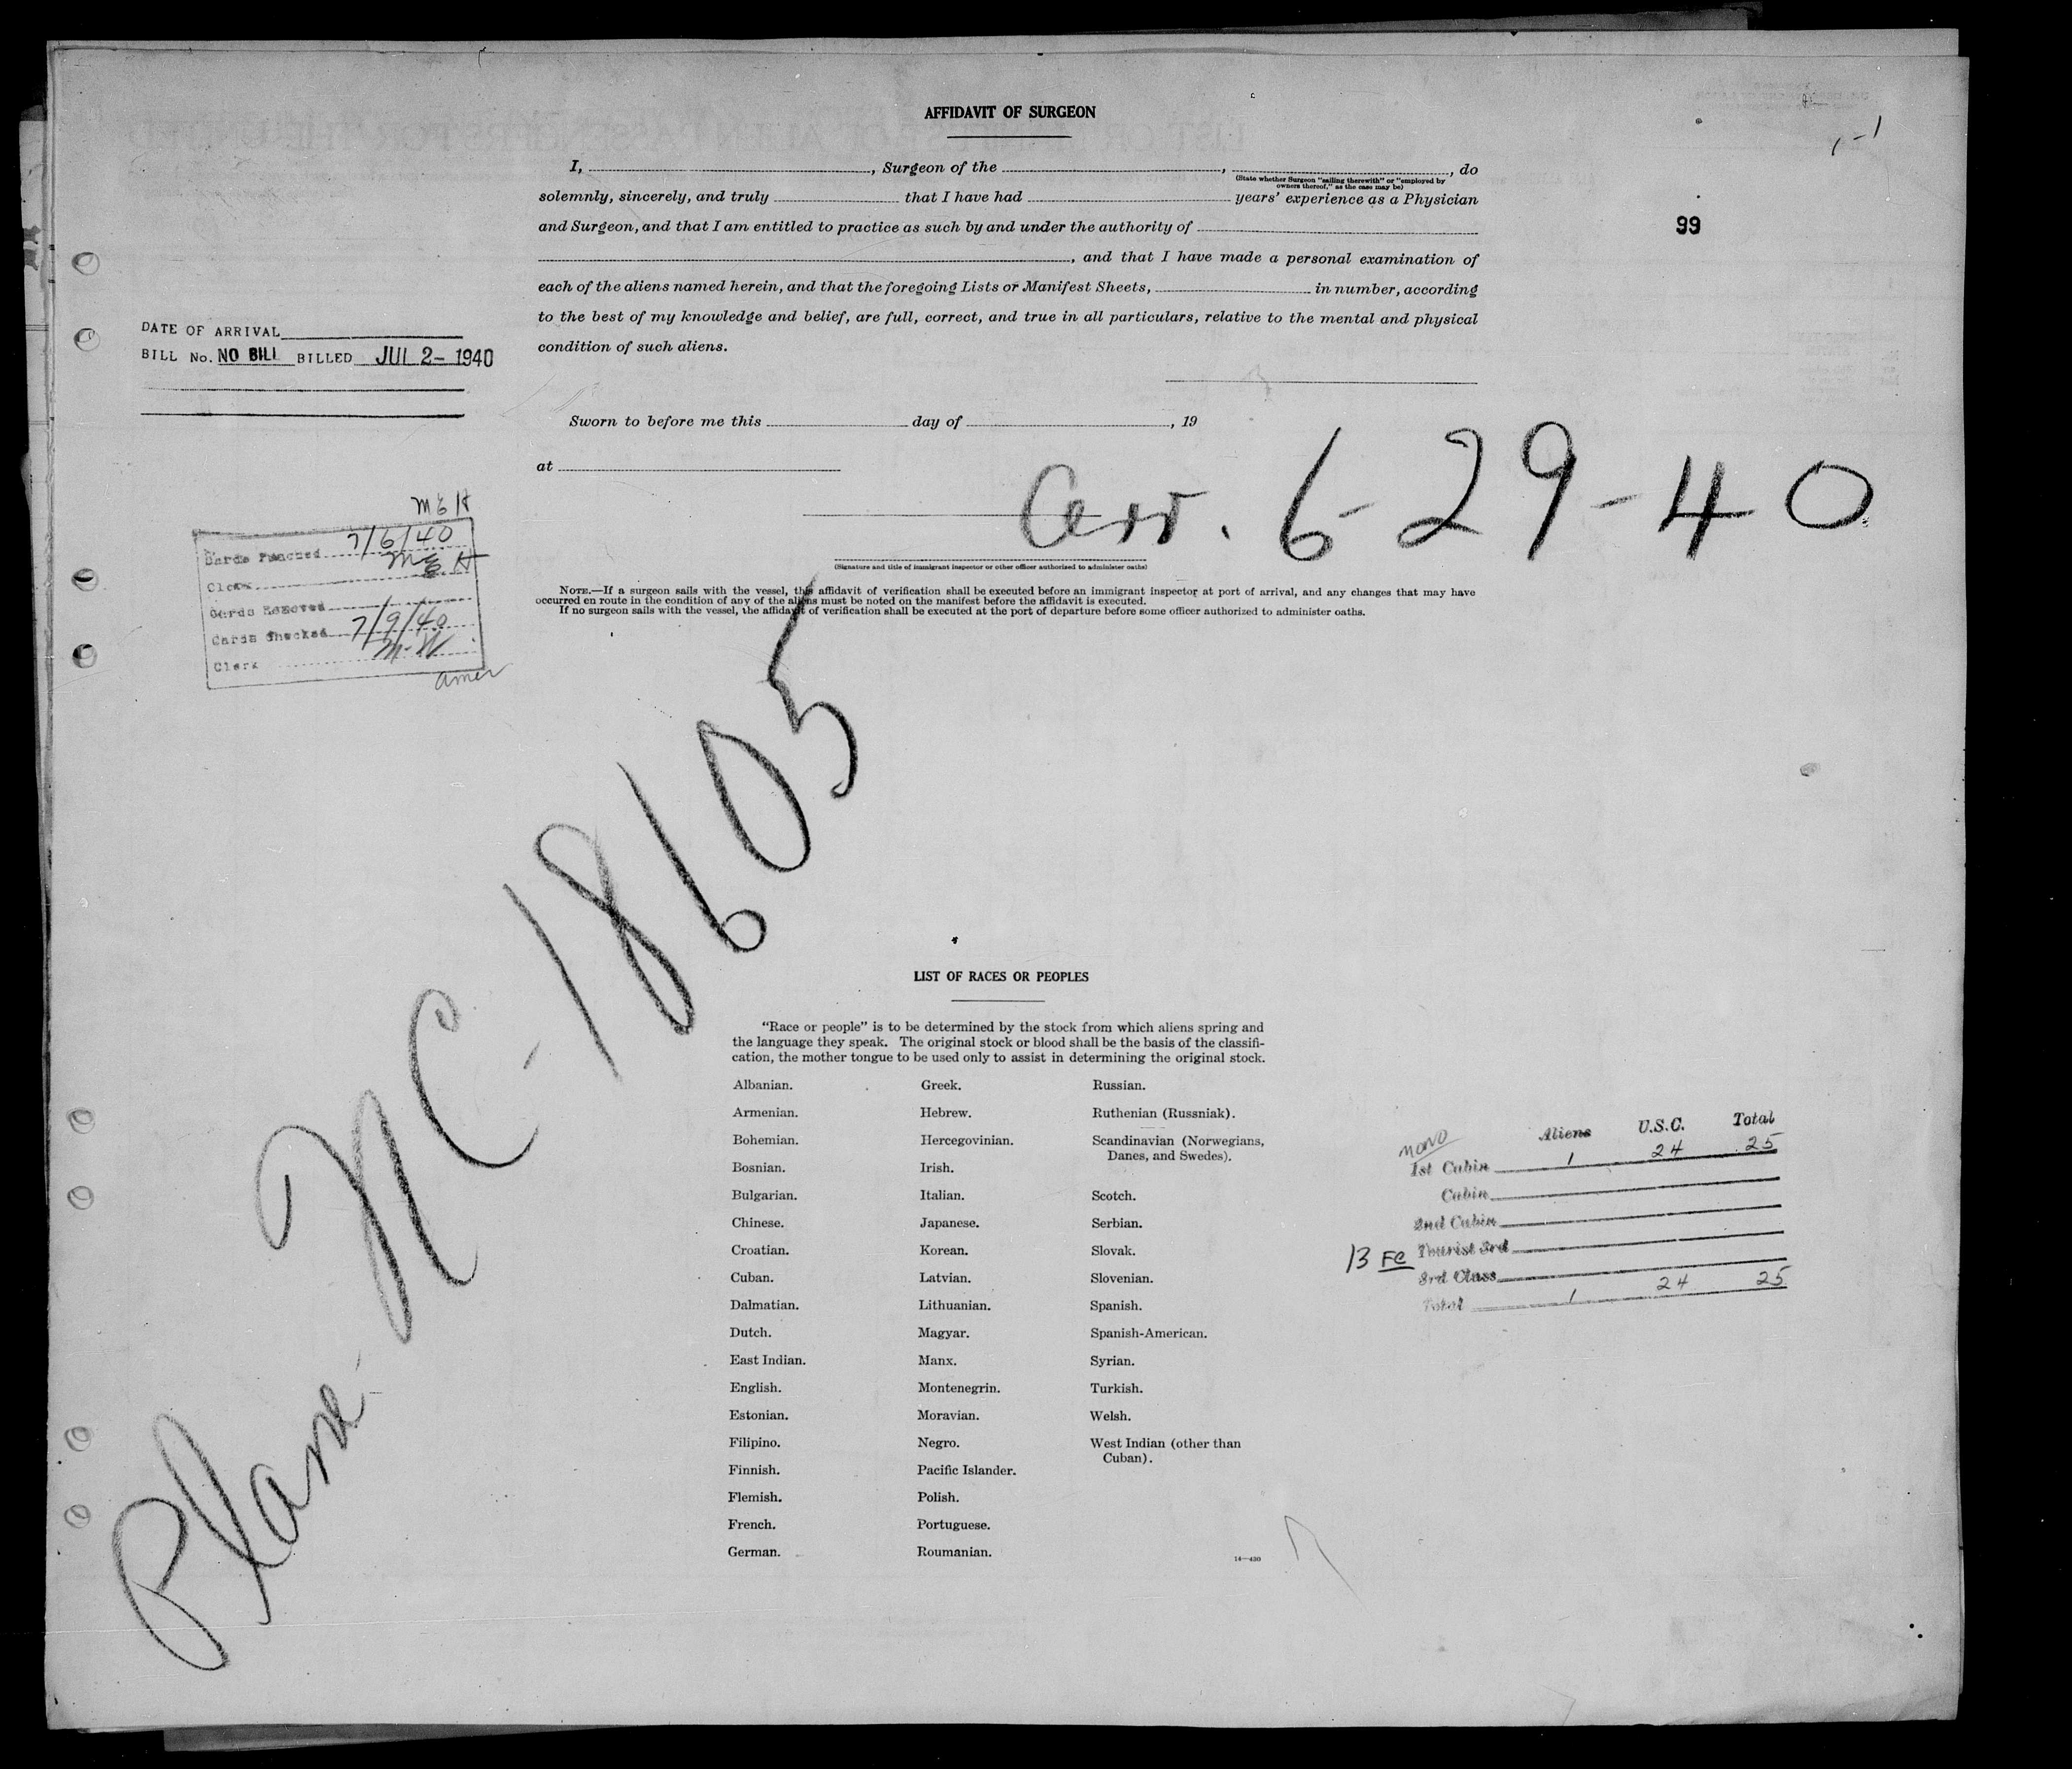 AFFIDAVIT OF SURGEON
I, , Surgeon of the , , do
(State whether Surgeon "sailing therewith" or "employed by
owners thereof," as the case may be)
solemnly, sincerely, and truly that I have had years' experience as a Physician
and Surgeon, and that I am entitled to practice as such by and under the authority of
, and that I have made a personal examination of
each of the aliens named herein, and that the foregoing Lists or Manifest Sheets, in number, according
to the best of my knowledge and belief, are full, correct, and true in all particulars, relative to the mental and physical
condition of such aliens.
99
DATE OF ARRIVAL
BILL No. NO BILL BILLED JUL 2- 1940
Sworn to before me this day of , 19
at
Arr. 6-29-40
(Signature and title of immigrant inspector or other officer authorized to administer oaths)
MEH
Cards Punched 7/6/40
Clerk MEH
Cards Removed
Cards Checked 7/9/40
Clerk M-W
amer
NOTE.—If a surgeon sails with the vessel, this affidavit of verification shall be executed before an immigrant inspector at port of arrival, and any changes that may have
occurred en route in the condition of any of the aliens must be noted on the manifest before the affidavit is executed.
If no surgeon sails with the vessel, the affidavit of verification shall be executed at the port of departure before some officer authorized to administer oaths.
Plane - NC-18605
LIST OF RACES OR PEOPLES
"Race or people" is to be determined by the stock from which aliens spring and
the language they speak. The original stock or blood shall be the basis of the classifi-
cation, the mother tongue to be used only to assist in determining the original stock.
Albanian.
Armenian.
Bohemian.
Bosnian.
Bulgarian.
Chinese.
Croatian.
Cuban.
Dalmatian.
Dutch.
East Indian.
English.
Estonian.
Filipino.
Finnish.
Flemish.
French.
German.
Greek.
Hebrew.
Hercegovinian.
Irish.
Italian.
Japanese.
Korean.
Latvian.
Lithuanian.
Magyar.
Manx.
Montenegrin.
Moravian.
Negro.
Pacific Islander.
Polish.
Portuguese.
Roumanian.
Russian.
Ruthenian (Russniak).
Scandinavian (Norwegians,
Danes, and Swedes).
Scotch.
Serbian.
Slovak.
Slovenian.
Spanish.
Spanish-American.
Syrian.
Turkish.
Welsh.
West Indian (other than
Cuban).
14—430
Aliens U.S.C. Total
MONO
1st Cabin 1 24 25
Cabin
2nd Cabin
Tourist 3rd
13 FC
3rd Class
Total 1 24 25